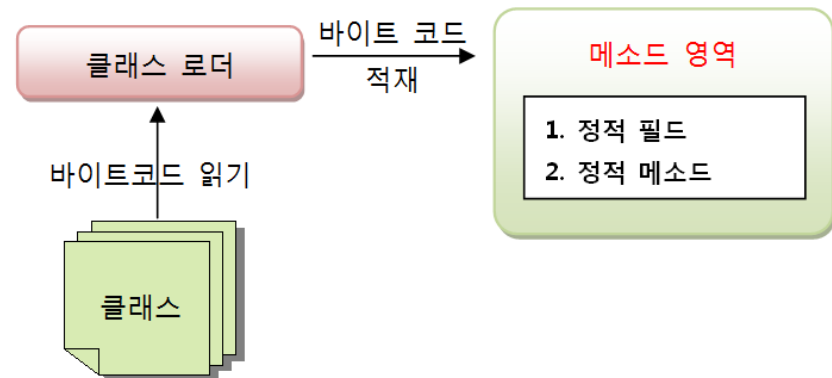 클래스 로더
바이트 코드
적재
메소드 영역
1. 정적 필드
2. 정적 메소드
바이트코드 읽기
클래스